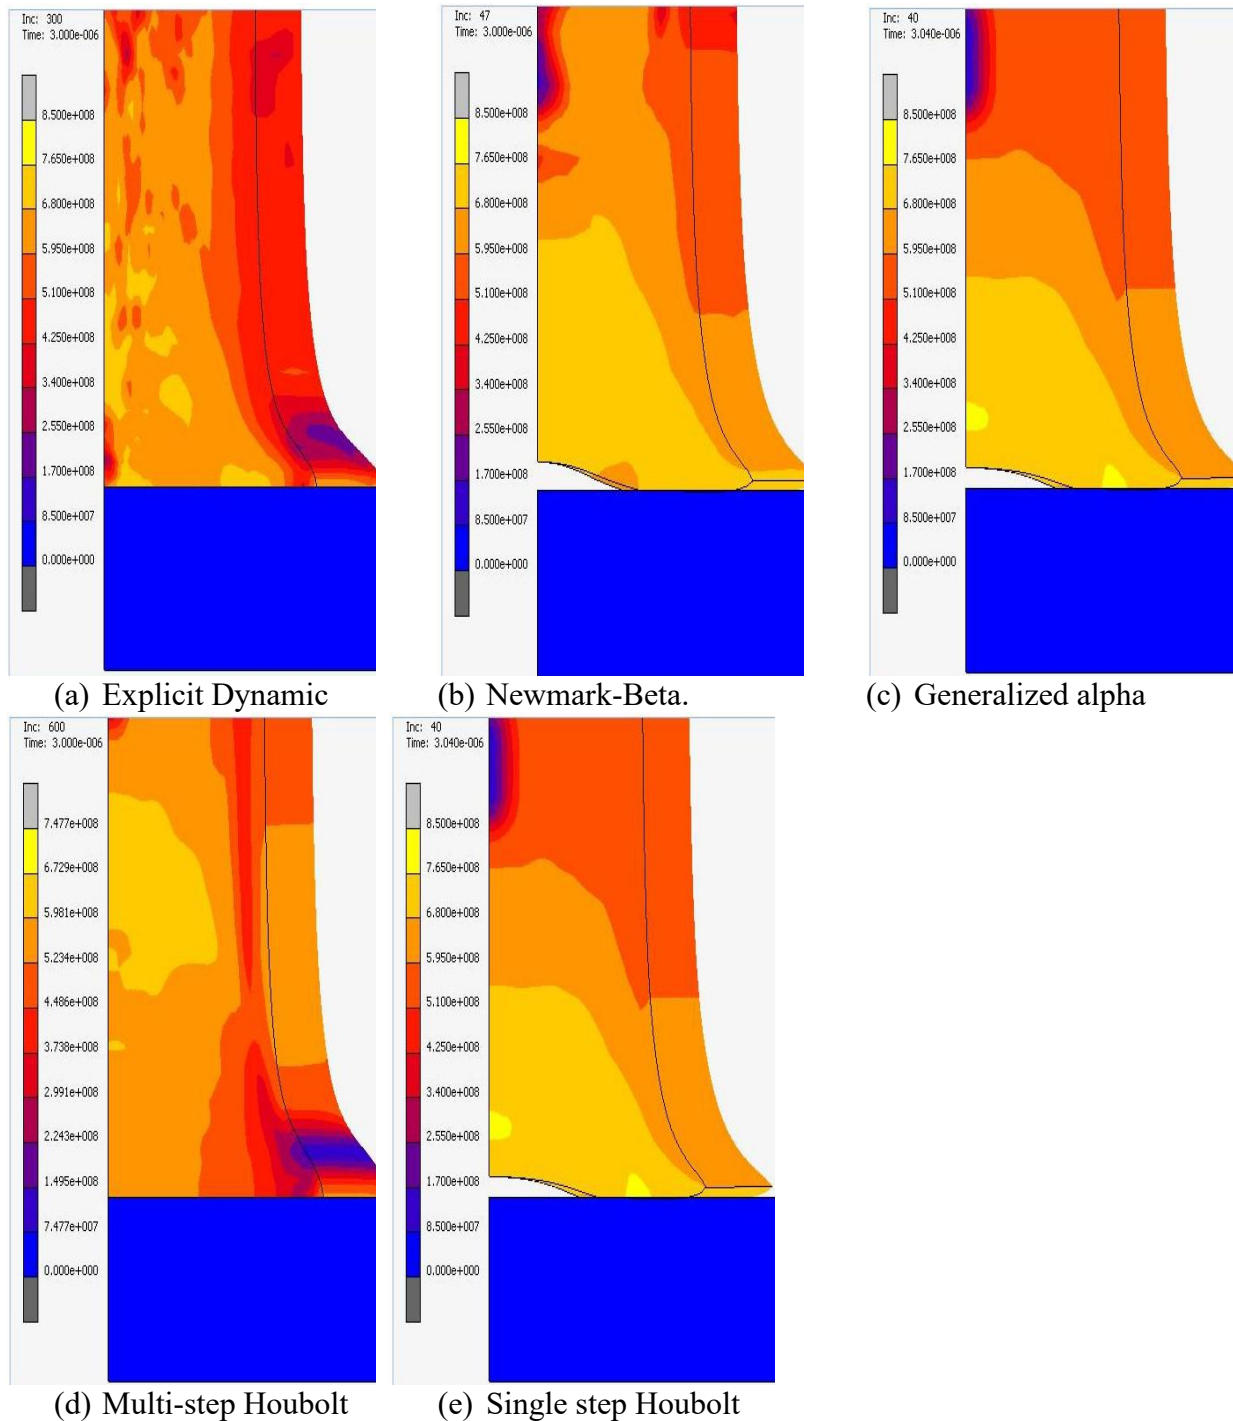 Inc: 300
Time: 3.000e-006
8.500e+008
7.650e+008
6.800e+008
5.950e+008
5.100e+008
4.250e+008
3.400e+008
2.550e+008
1.700e+008
8.500e+007
0.000e+000
(a) Explicit Dynamic
Inc: 47
Time: 3.000e-006
8.500e+008
7.650e+008
6.800e+008
5.950e+008
5.100e+008
4.250e+008
3.400e+008
2.550e+008
1.700e+008
8.500e+007
0.000e+000
(b) Newmark-Beta.
Inc: 40
Time: 3.040e-006
8.500e+008
7.650e+008
6.800e+008
5.950e+008
5.100e+008
4.250e+008
3.400e+008
2.550e+008
1.700e+008
8.500e+007
0.000e+000
(c) Generalized alpha
Inc: 600
Time: 3.000e-006
7.477e+008
6.729e+008
5.981e+008
5.234e+008
4.486e+008
3.738e+008
2.991e+008
2.243e+008
1.495e+008
7.477e+007
0.000e+000
(d) Multi-step Houbolt
Inc: 40
Time: 3.040e-006
8.500e+008
7.650e+008
6.800e+008
5.950e+008
5.100e+008
4.250e+008
3.400e+008
2.550e+008
1.700e+008
8.500e+007
0.000e+000
(e) Single step Houbolt